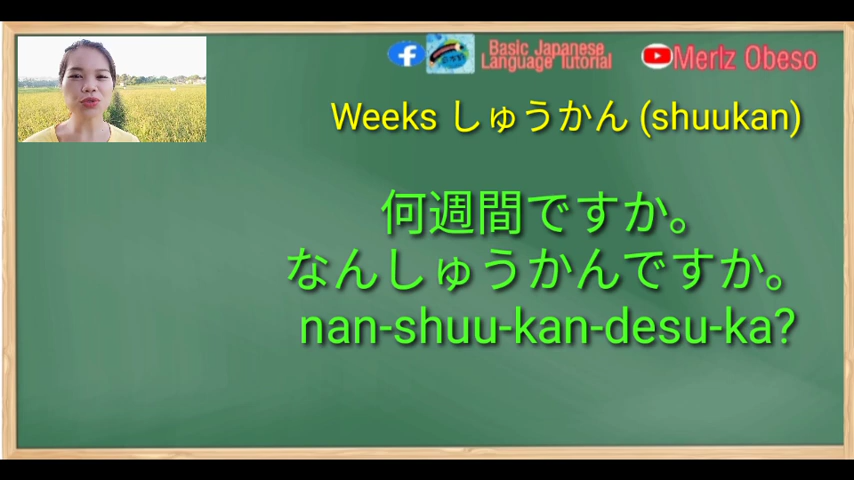 Basic Japanese
Language Tutorial
Merlz Obeso
Weeks しゅうかん (shuukan)
何週間ですか。
なんしゅうかんですか。
nan-shuu-kan-desu-ka?